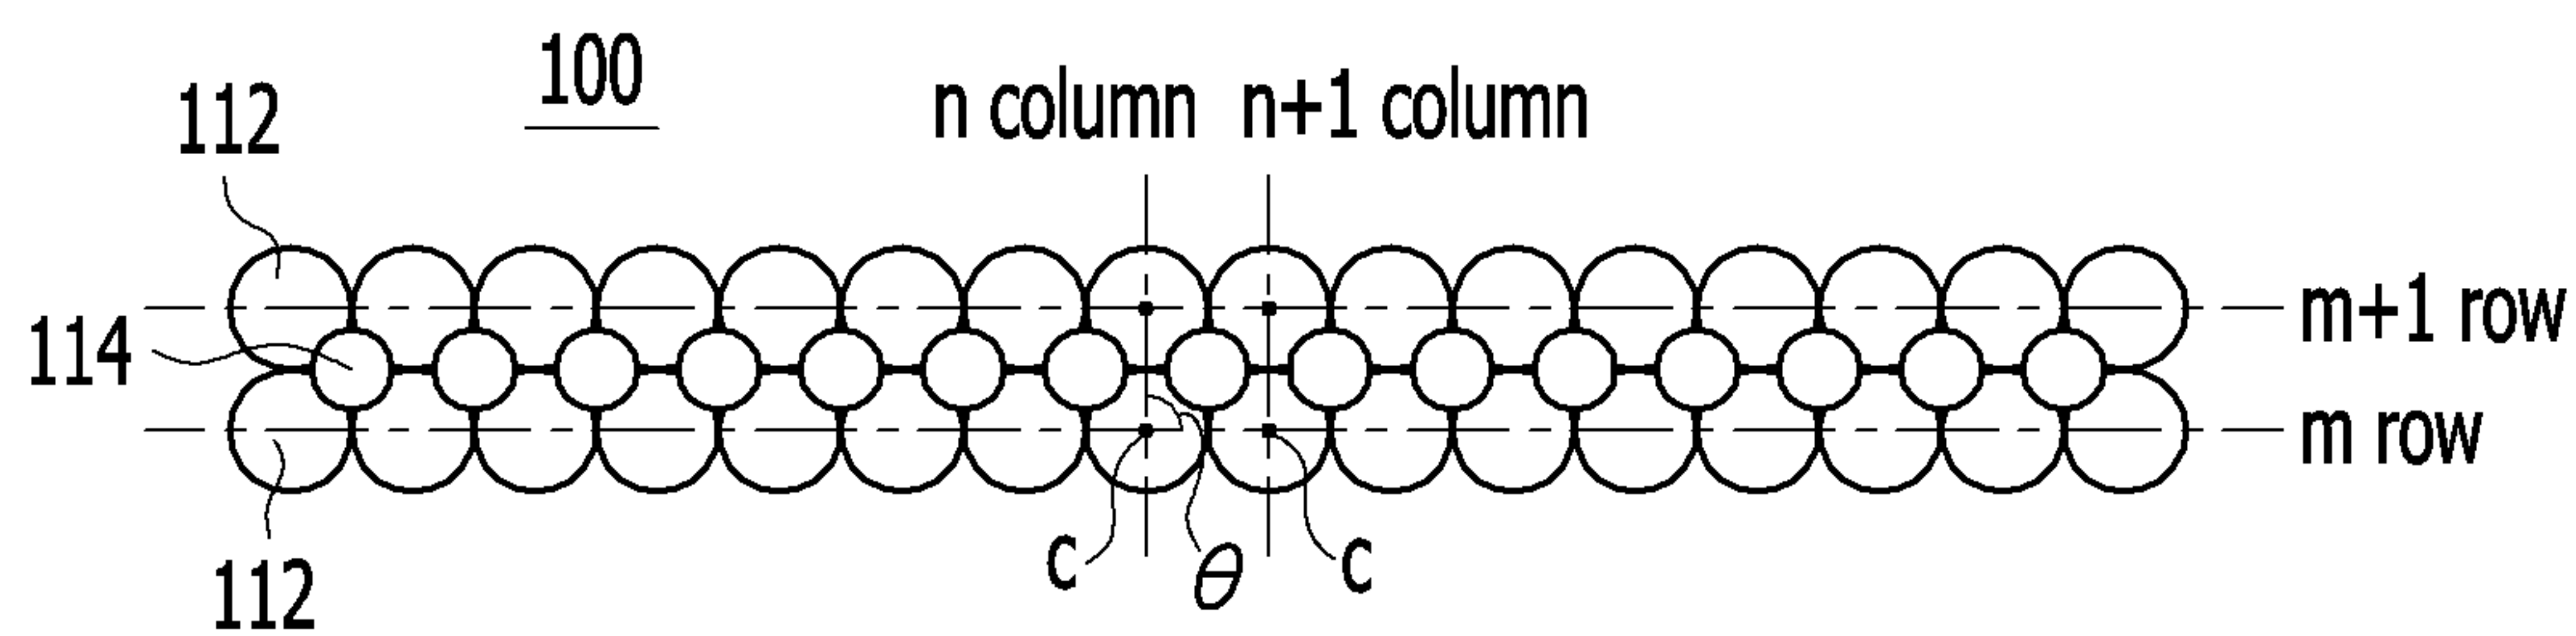 100
112
n column n+1 column
m+1 row
114
m row
c θ c
112